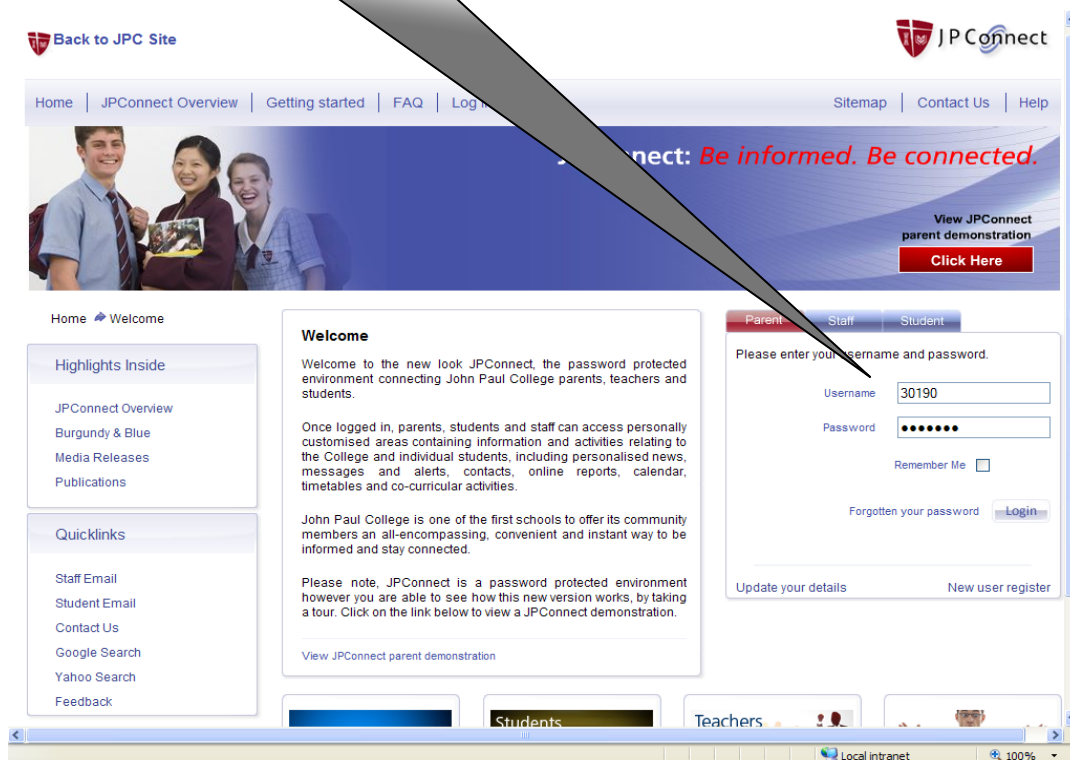 Back to JPC Site
JPConnect
Home | JPConnect Overview | Getting started | FAQ | Log
Sitemap | Contact Us | Help
Be informed. Be connected.
View JPConnect
parent demonstration
Click Here
Home Welcome
Highlights Inside
JPConnect Overview
Burgundy & Blue
Media Releases
Publications
Quicklinks
Staff Email
Student Email
Contact Us
Google Search
Yahoo Search
Feedback
Welcome
Welcome to the new look JPConnect, the password protected
environment connecting John Paul College parents, teachers and
students.
Once logged in, parents, students and staff can access personally
customised areas containing information and activities relating to
the College and individual students, including personalised news,
messages and alerts, contacts, online reports, calendar,
timetables and co-curricular activities.
John Paul College is one of the first schools to offer its community
members an all-encompassing, convenient and instant way to be
informed and stay connected.
Please note, JPConnect is a password protected environment
however you are able to see how this new version works, by taking
a tour. Click on the link below to view a JPConnect demonstration.
View JPConnect parent demonstration
Parent Staff Student
Please enter your username and password.
Username 30190
Password •••••••
Remember Me
Forgotten your password Login
Update your details New user register
Students
Teachers
Local intranet 100%